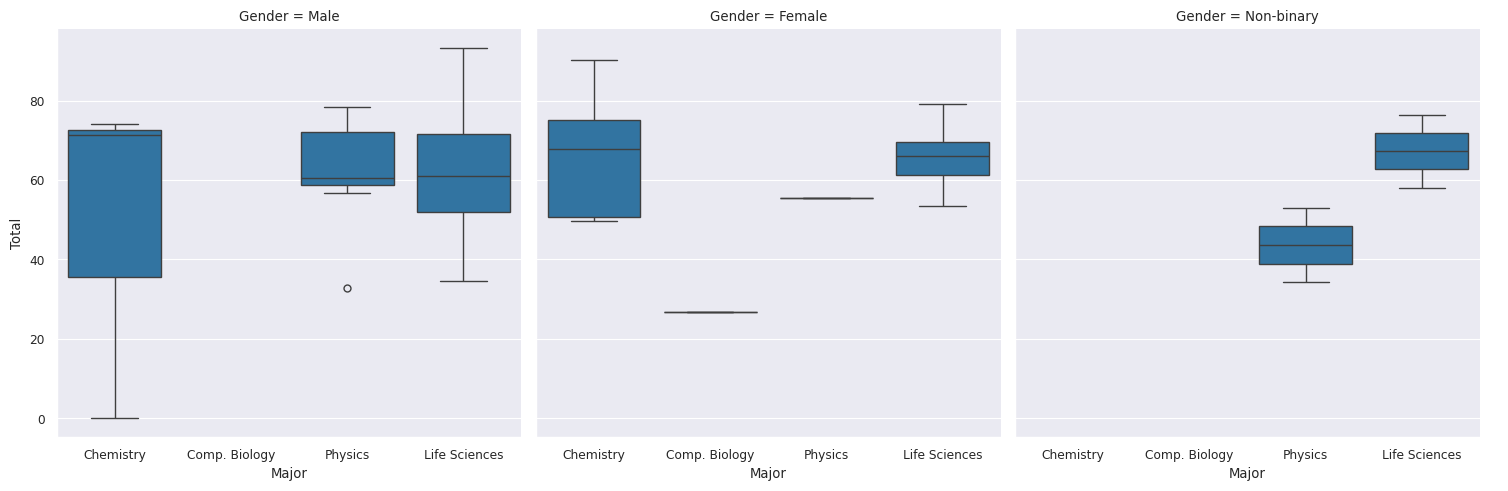 Gender = Male
Gender = Female
Gender = Non-binary
Total
80
60
40
20
0
Chemistry
Comp. Biology
Physics
Life Sciences
Major
Chemistry
Comp. Biology
Physics
Life Sciences
Major
Chemistry
Comp. Biology
Physics
Life Sciences
Major